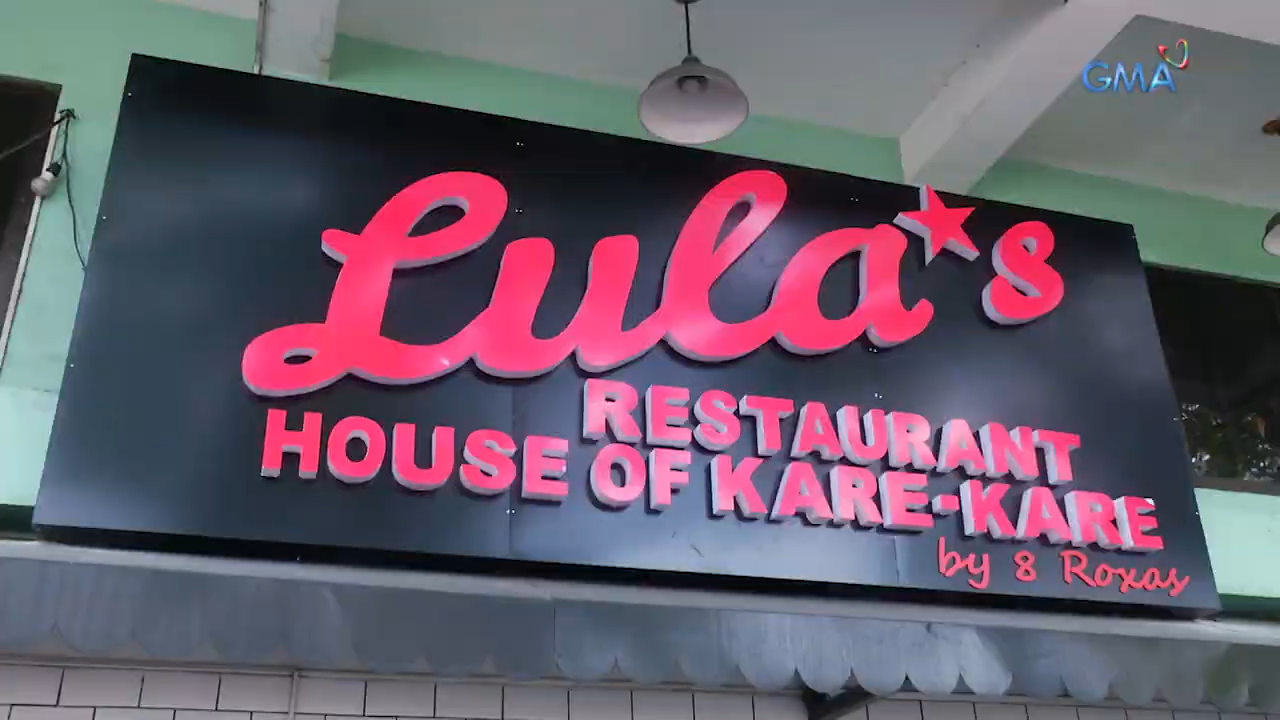 GMA
Lula's
RESTAURANT
HOUSE OF KARE-KARE
by 8 Roxas